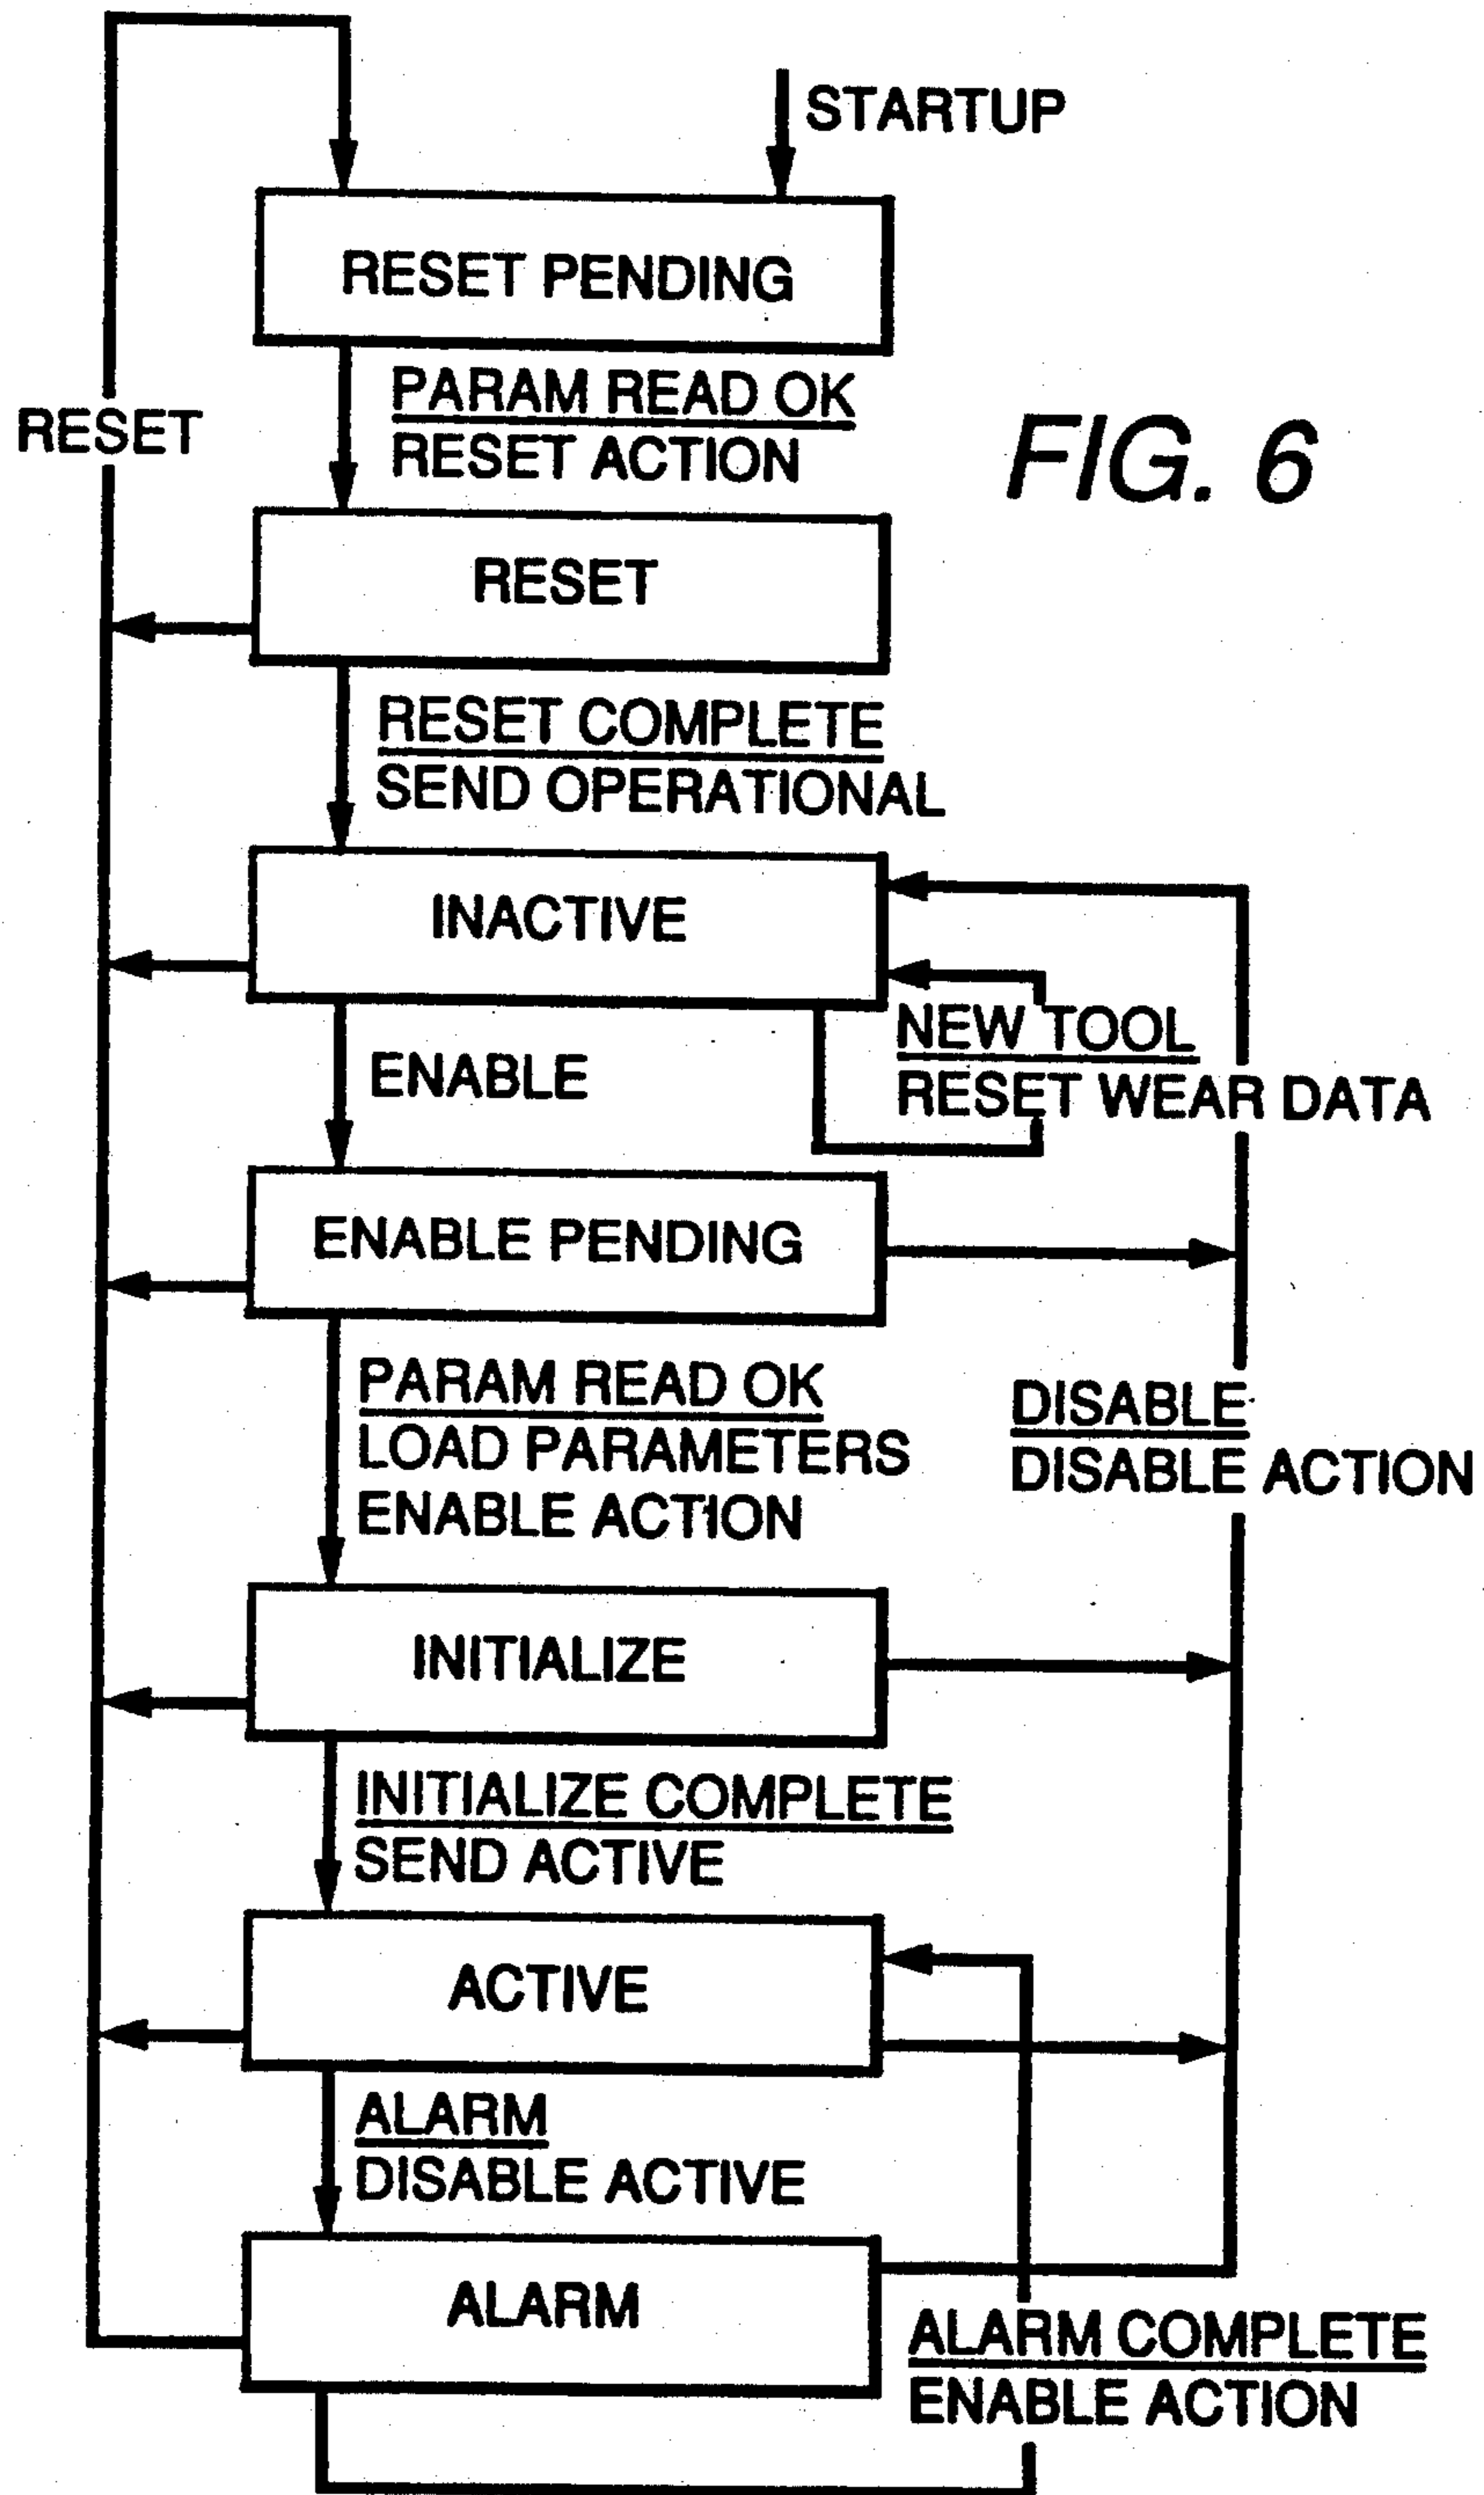 STARTUP
RESET PENDING
PARAM READ OK
RESET ACTION
RESET
FIG. 6
RESET
RESET COMPLETE
SEND OPERATIONAL
INACTIVE
NEW TOOL
RESET WEAR DATA
ENABLE
ENABLE PENDING
PARAM READ OK
LOAD PARAMETERS
ENABLE ACTION
DISABLE
DISABLE ACTION
INITIALIZE
INITIALIZE COMPLETE
SEND ACTIVE
ACTIVE
ALARM
DISABLE ACTIVE
ALARM
ALARM COMPLETE
ENABLE ACTION